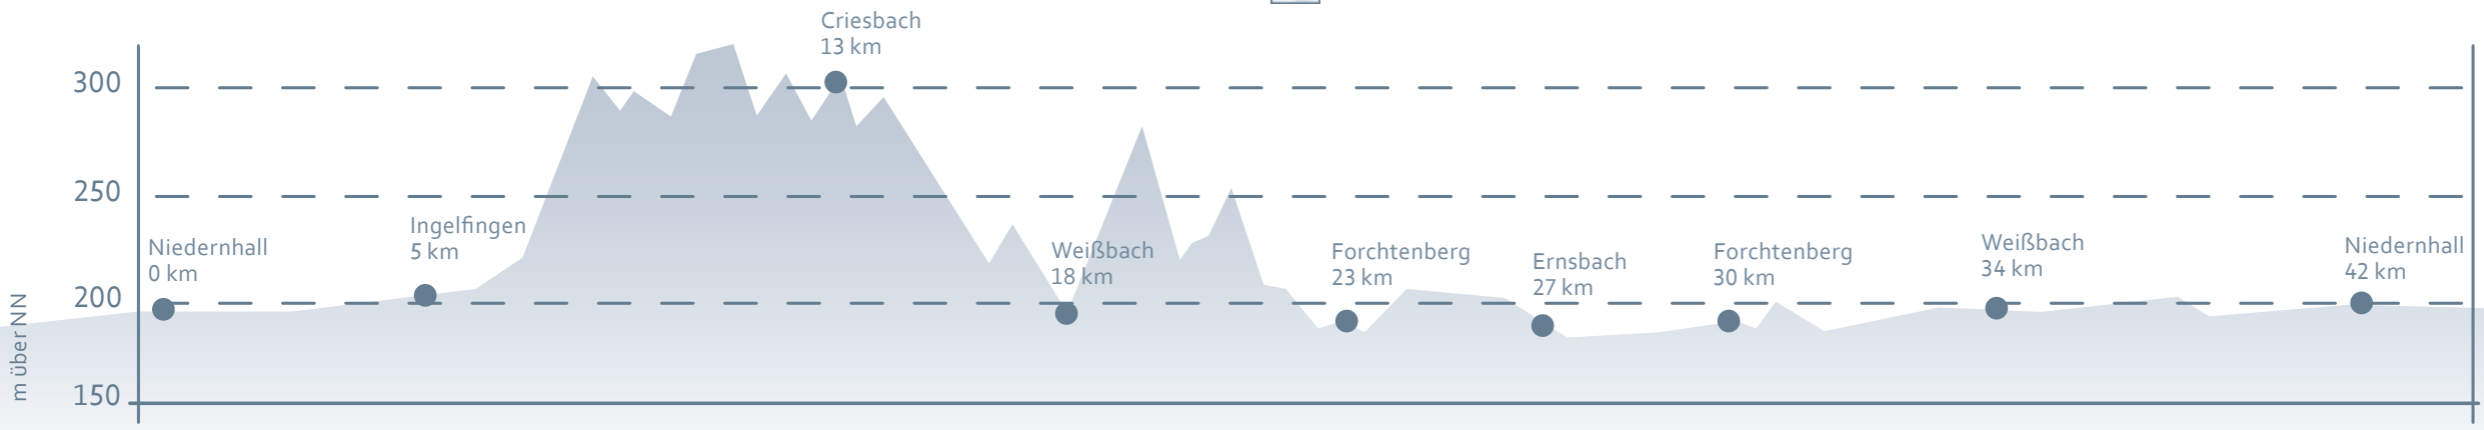 Criesbach
13 km
300
250
Ingelfingen
5 km
Niedernhall
0 km
Weißbach
18 km
Forchtenberg
23 km
Ernsbach
27 km
Forchtenberg
30 km
Weißbach
34 km
Niedernhall
42 km
200
150
m über NN